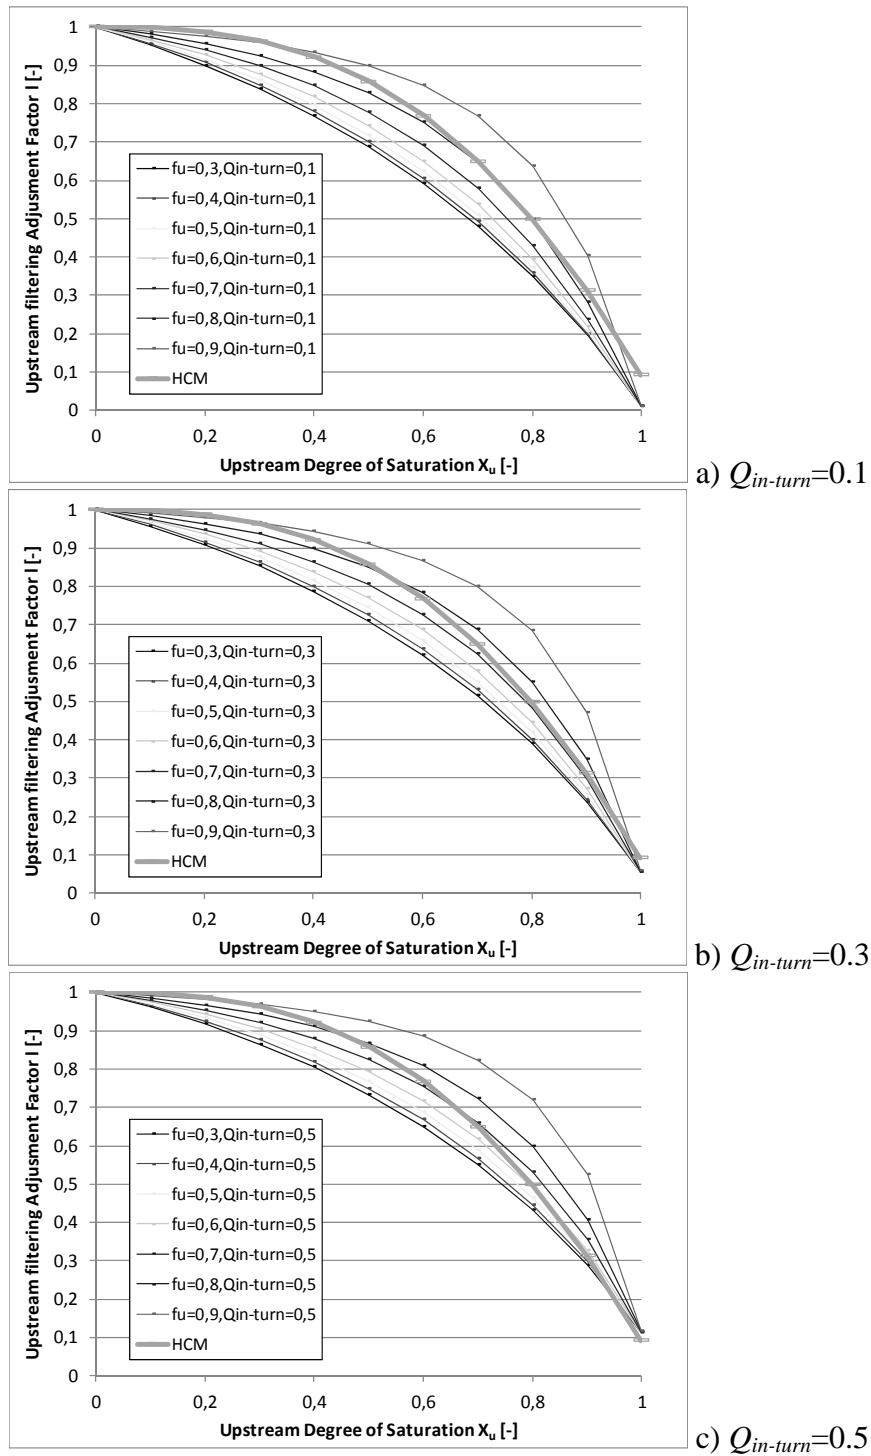 Upstream filtering Adjusment Factor I [-]
1
0,9
0,8
0,7
0,6
0,5
0,4
0,3
0,2
0,1
0
fu=0,3,Qin-turn=0,1
fu=0,4,Qin-turn=0,1
fu=0,5,Qin-turn=0,1
fu=0,6,Qin-turn=0,1
fu=0,7,Qin-turn=0,1
fu=0,8,Qin-turn=0,1
fu=0,9,Qin-turn=0,1
HCM
0 0,2 0,4 0,6 0,8 1
Upstream Degree of Saturation Xu [-]
a) Qin-turn=0.1
Upstream filtering Adjusment Factor I [-]
1
0,9
0,8
0,7
0,6
0,5
0,4
0,3
0,2
0,1
0
fu=0,3,Qin-turn=0,3
fu=0,4,Qin-turn=0,3
fu=0,5,Qin-turn=0,3
fu=0,6,Qin-turn=0,3
fu=0,7,Qin-turn=0,3
fu=0,8,Qin-turn=0,3
fu=0,9,Qin-turn=0,3
HCM
0 0,2 0,4 0,6 0,8 1
Upstream Degree of Saturation Xu [-]
b) Qin-turn=0.3
Upstream filtering Adjusment Factor I [-]
1
0,9
0,8
0,7
0,6
0,5
0,4
0,3
0,2
0,1
0
fu=0,3,Qin-turn=0,5
fu=0,4,Qin-turn=0,5
fu=0,5,Qin-turn=0,5
fu=0,6,Qin-turn=0,5
fu=0,7,Qin-turn=0,5
fu=0,8,Qin-turn=0,5
fu=0,9,Qin-turn=0,5
HCM
0 0,2 0,4 0,6 0,8 1
Upstream Degree of Saturation Xu [-]
c) Qin-turn=0.5